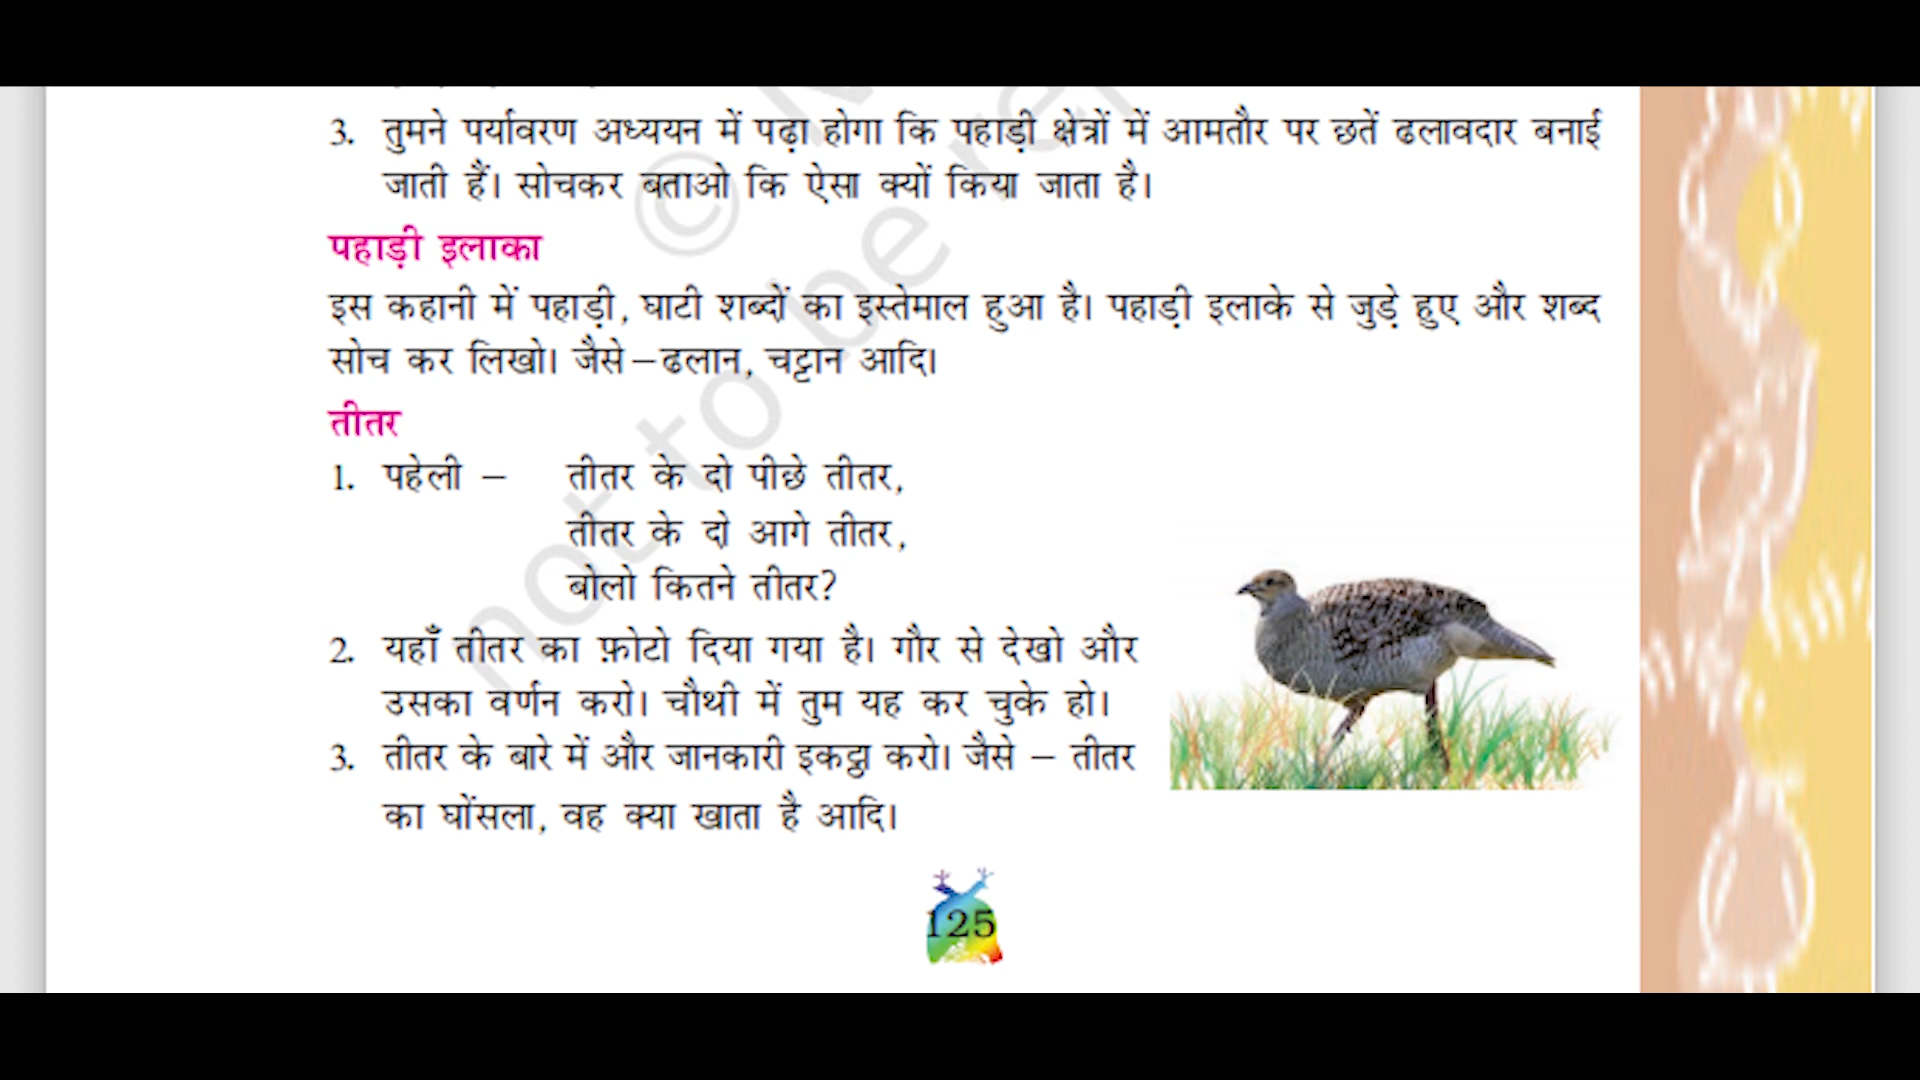 3. तुमने पर्यावरण अध्ययन में पढ़ा होगा कि पहाड़ी क्षेत्रों में आमतौर पर छतें ढलावदार बनाई
जाती हैं। सोचकर बताओ कि ऐसा क्यों किया जाता है।
पहाड़ी इलाका
इस कहानी में पहाड़ी, घाटी शब्दों का इस्तेमाल हुआ है। पहाड़ी इलाके से जुड़े हुए और शब्द
सोच कर लिखो। जैसे–ढलान, चट्टान आदि।
तीतर
1. पहेली – तीतर के दो पीछे तीतर,
तीतर के दो आगे तीतर,
बोलो कितने तीतर?
2. यहाँ तीतर का फ़ोटो दिया गया है। गौर से देखो और
उसका वर्णन करो। चौथी में तुम यह कर चुके हो।
3. तीतर के बारे में और जानकारी इकट्ठा करो। जैसे – तीतर
का घोंसला, वह क्या खाता है आदि।
125
©
not to be